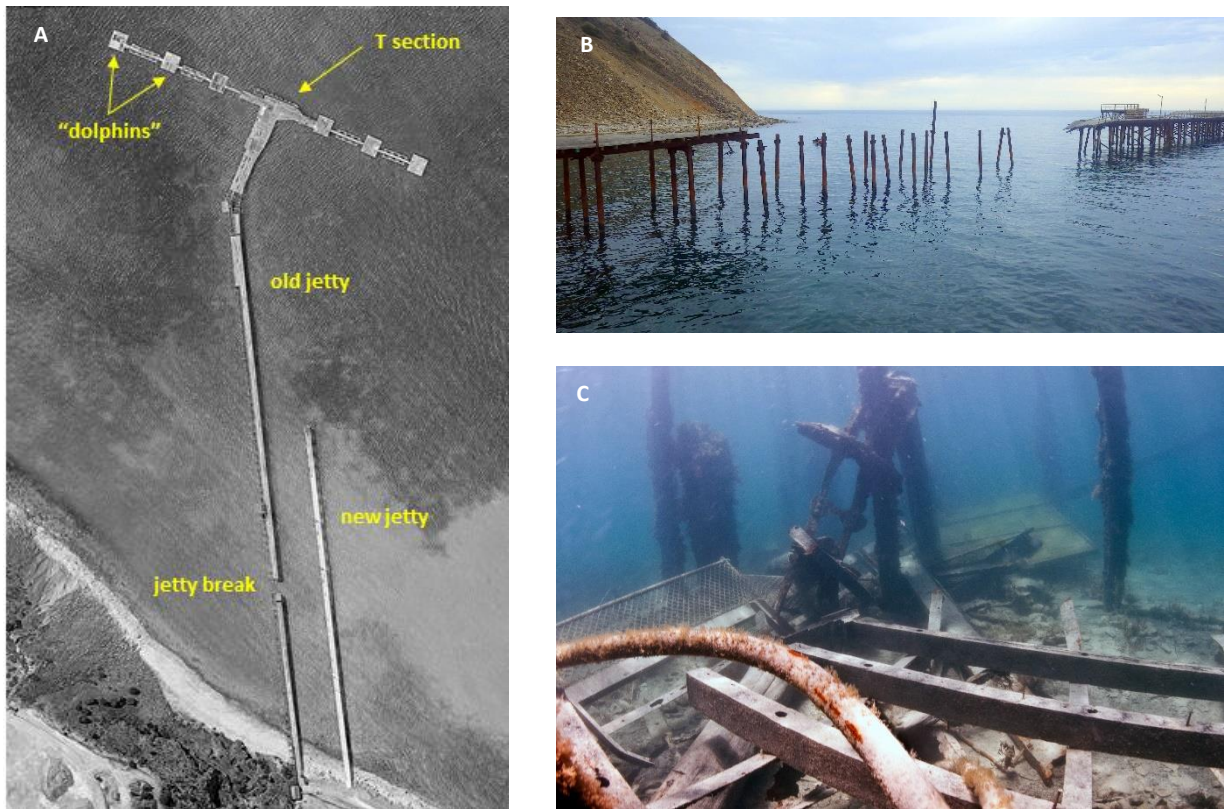 A
T section
“dolphins”
old jetty
new jetty
jetty break
B
C